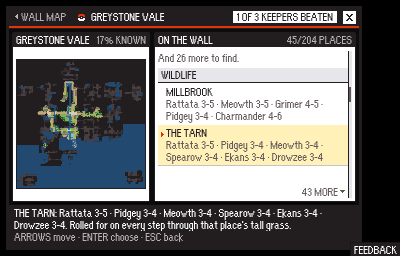 WALL MAP GREYSTONE VALE 1 OF 3 KEEPERS BEATEN X
GREYSTONE VALE 17% KNOWN
ON THE WALL 45/204 PLACES
And 26 more to find.
WILDLIFE
MILLBROOK
Rattata 3-5 · Meowth 3-5 · Grimer 4-5 ·
Pidgey 3-4 · Charmander 4-6
THE TARN
Rattata 3-5 · Pidgey 3-4 · Meowth 3-4 ·
Spearow 3-4 · Ekans 3-4 · Drowzee 3-4
43 MORE
THE TARN: Rattata 3-5 · Pidgey 3-4 · Meowth 3-4 · Spearow 3-4 · Ekans 3-4 ·
Drowzee 3-4. Rolled for on every step through that place's tall grass.
ARROWS move · ENTER choose · ESC back
FEEDBACK